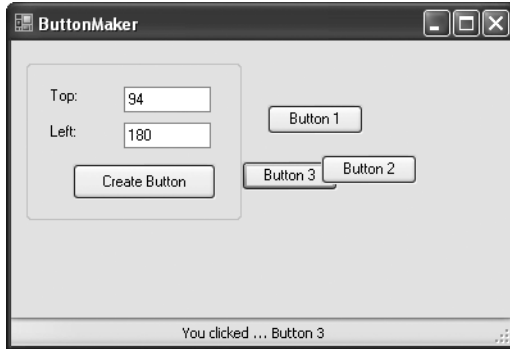 ButtonMaker
Top:
94
Left:
180
Create Button
Button 1
Button 3
Button 2
You clicked ... Button 3